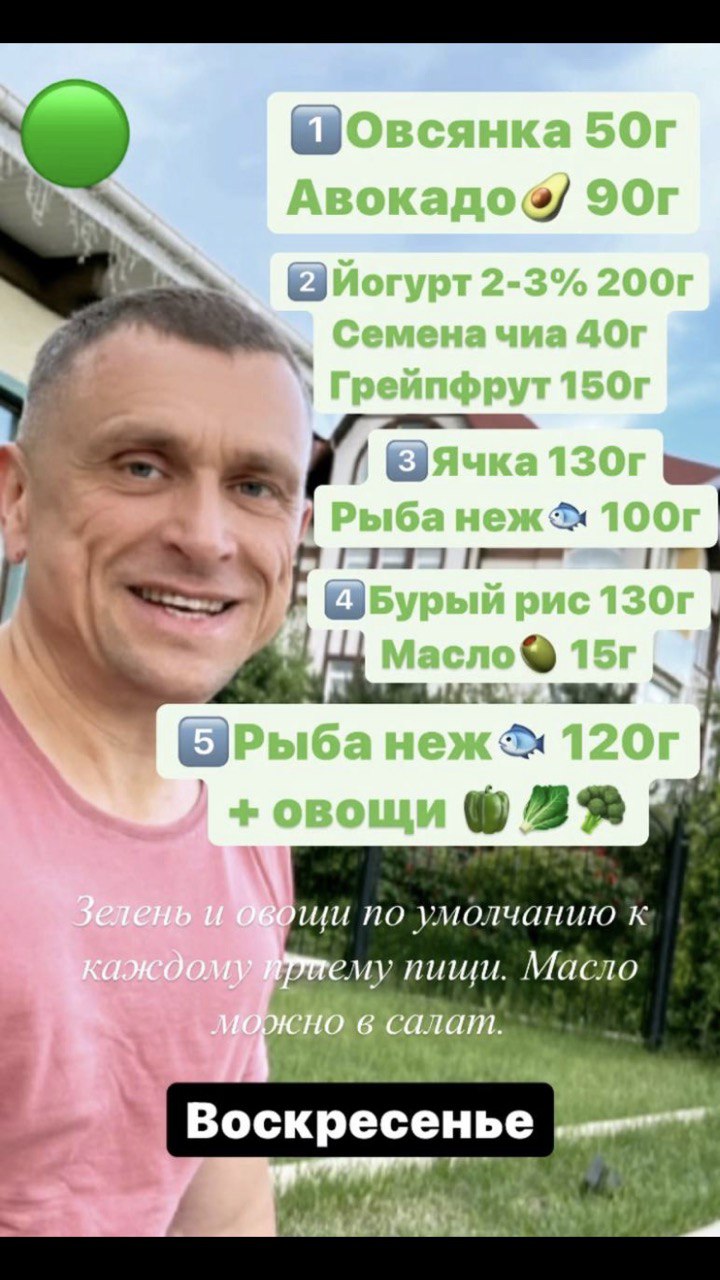 1️⃣Овсянка 50г
Авокадо🥑 90г
2️⃣Йогурт 2-3% 200г
Семена чиа 40г
Грейпфрут 150г
3️⃣Ячка 130г
Рыба неж🐟 100г
4️⃣Бурый рис 130г
Масло🫒 15г
5️⃣Рыба неж🐟 120г
+ овощи 🫑🥬🥦
Зелень и овощи по умолчанию к
каждому приему пищи. Масло
можно в салат.
Воскресенье